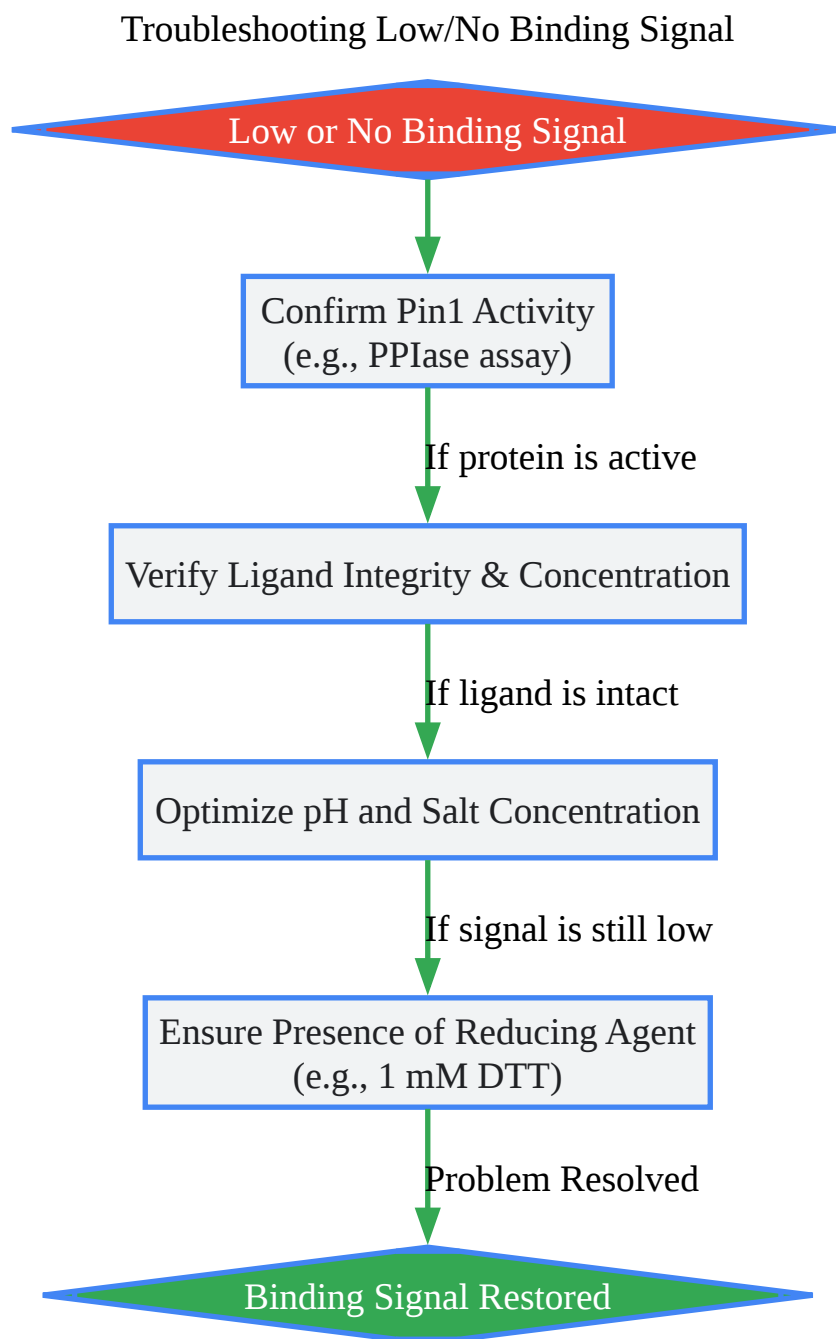 Troubleshooting Low/No Binding Signal
Low or No Binding Signal
Confirm Pin1 Activity
(e.g., PPIase assay)
If protein is active
Verify Ligand Integrity & Concentration
If ligand is intact
Optimize pH and Salt Concentration
If signal is still low
Ensure Presence of Reducing Agent
(e.g., 1 mM DTT)
Problem Resolved
Binding Signal Restored